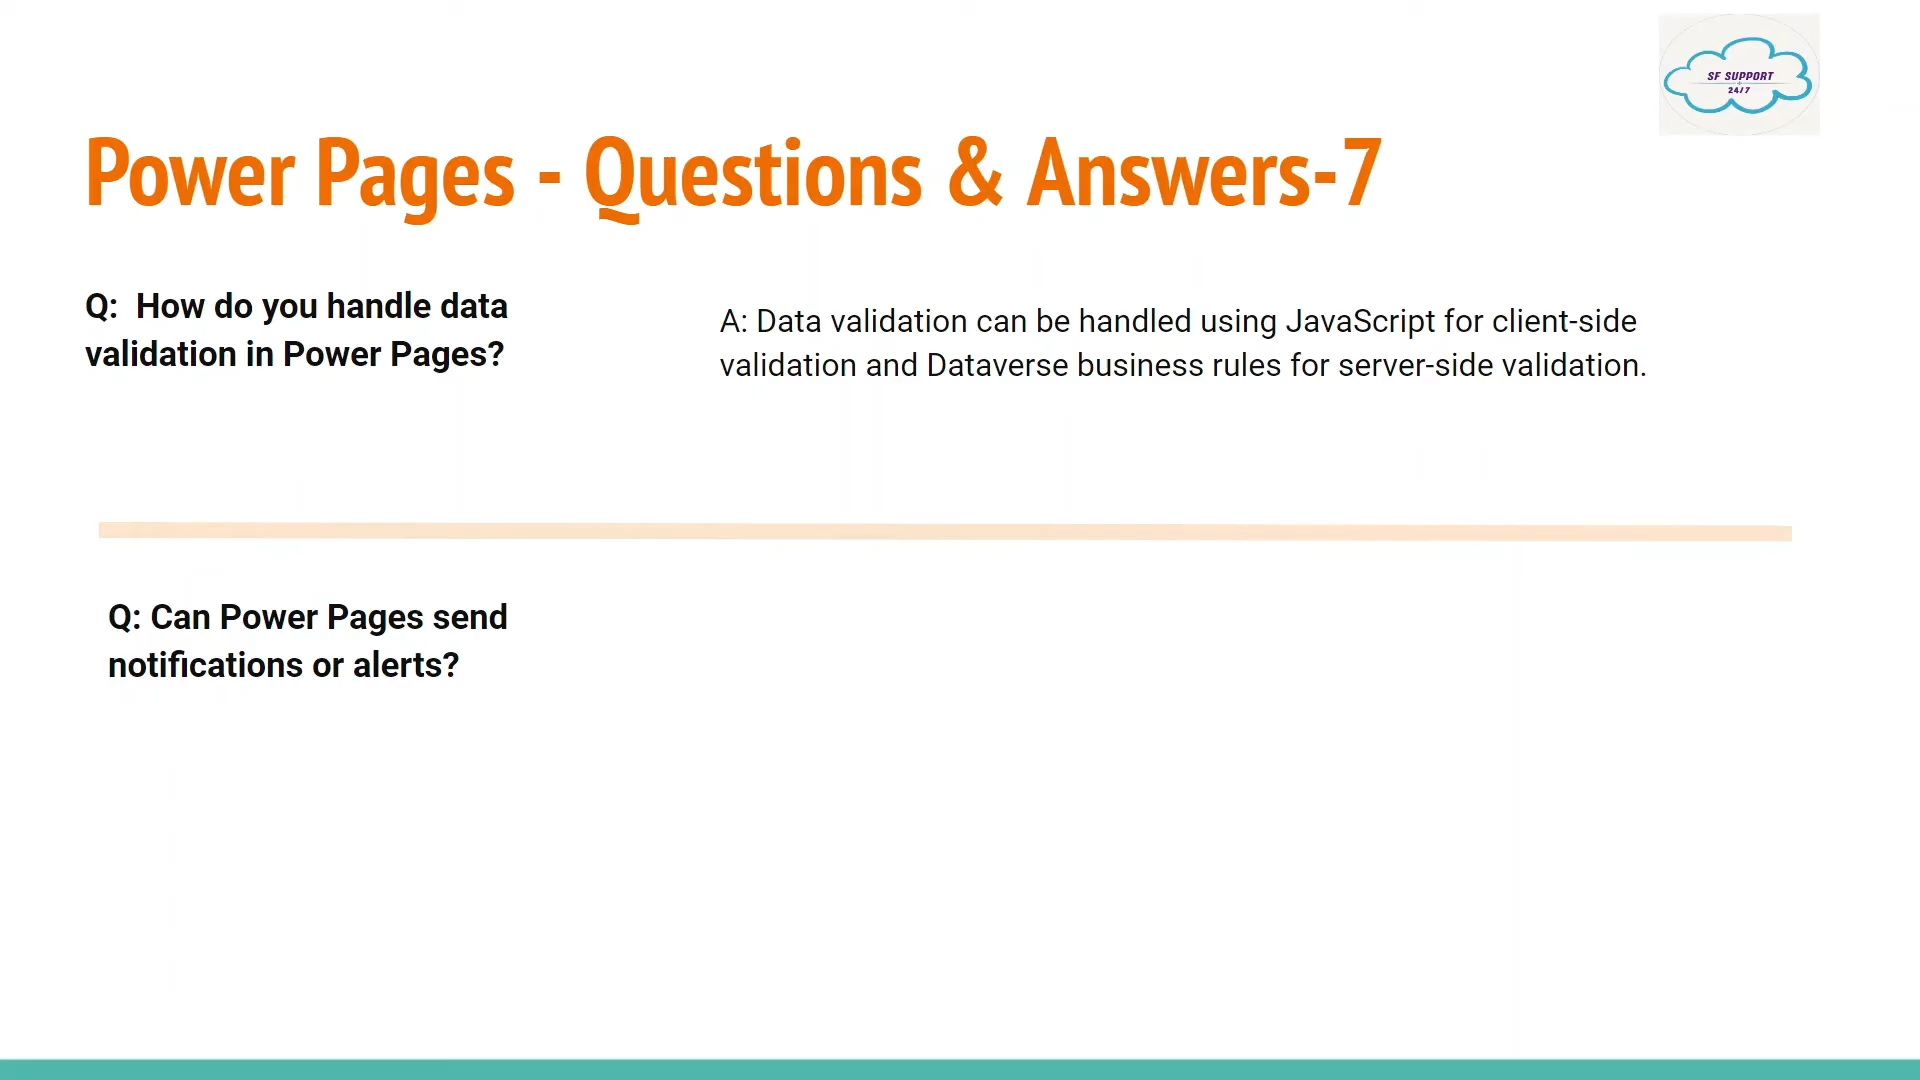 SF SUPPORT
24/7
Power Pages - Questions & Answers-7
Q:  How do you handle data
validation in Power Pages?
A: Data validation can be handled using JavaScript for client-side
validation and Dataverse business rules for server-side validation.
Q: Can Power Pages send
notifications or alerts?